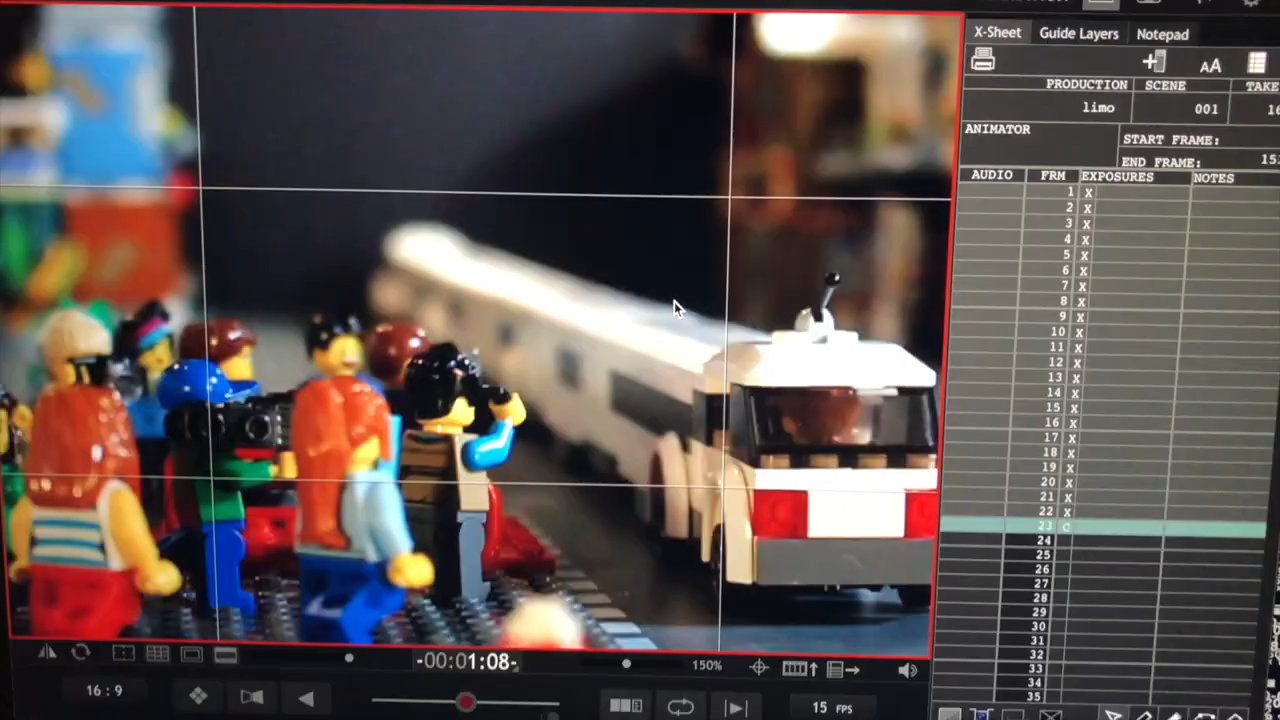 X-Sheet Guide Layers Notepad
AA
PRODUCTION SCENE TAKE
limo 001 16
ANIMATOR START FRAME:
END FRAME: 15
AUDIO FRM EXPOSURES NOTES
1 X
2 X
3 X
4 X
5 X
6 X
7 X
8 X
9 X
10 X
11 X
12 X
13 X
14 X
15 X
16 X
17 X
18 X
19 X
20 X
21 X
22 X
23 C
24
25
26
27
28
29
30
31
32
33
34
35
-00:01:08- 150%
16 : 9 15 FPS